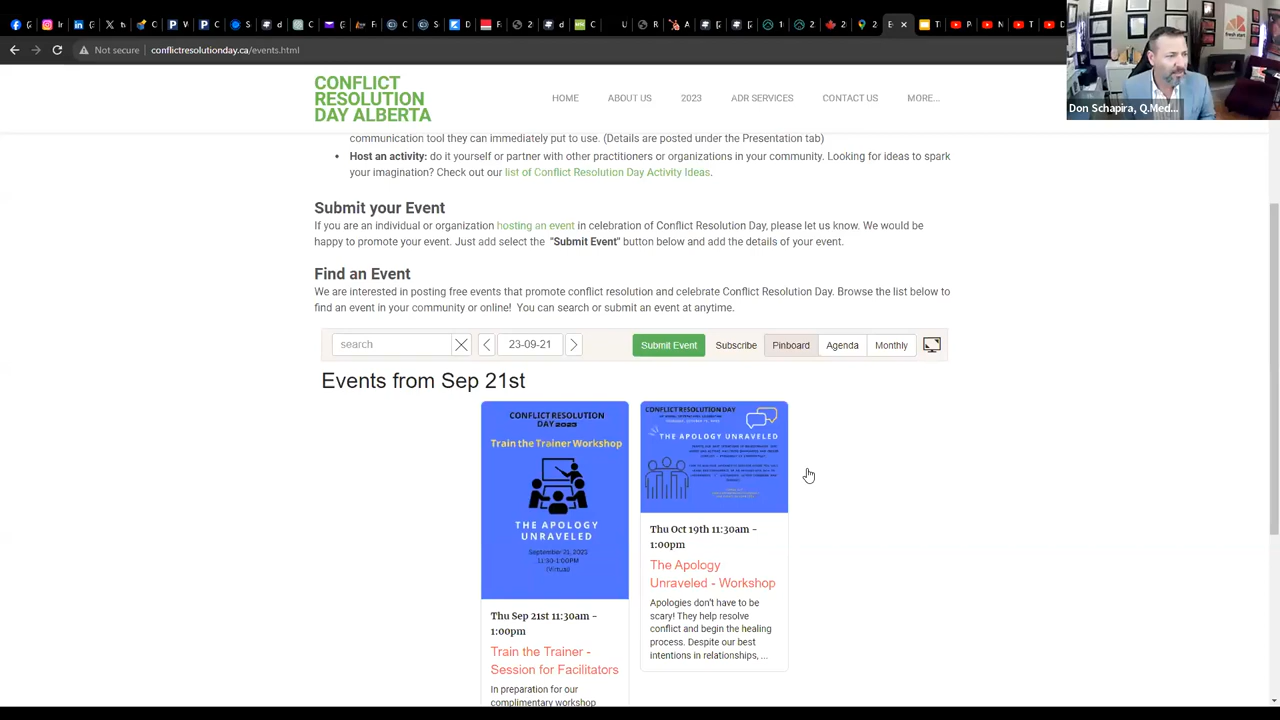 Not secure
conflictresolutionday.ca/events.html
fresh start
Don Schapira, Q.Med...
CONFLICT
RESOLUTION
DAY ALBERTA
HOME
ABOUT US
2023
ADR SERVICES
CONTACT US
MORE...
communication tool they can immediately put to use. (Details are posted under the Presentation tab)
• Host an activity: do it yourself or partner with other practitioners or organizations in your community. Looking for ideas to spark
your imagination? Check out our list of Conflict Resolution Day Activity Ideas.
Submit your Event
If you are an individual or organization hosting an event in celebration of Conflict Resolution Day, please let us know. We would be
happy to promote your event. Just add select the "Submit Event" button below and add the details of your event.
Find an Event
We are interested in posting free events that promote conflict resolution and celebrate Conflict Resolution Day. Browse the list below to
find an event in your community or online! You can search or submit an event at anytime.
search
23-09-21
Submit Event
Subscribe
Pinboard
Agenda
Monthly
Events from Sep 21st
CONFLICT RESOLUTION
DAY 2023
Train the Trainer Workshop
THE APOLOGY
UNRAVELED
September 21, 2023
11:30-1:00PM
(Virtual)
Thu Sep 21st 11:30am -
1:00pm
Train the Trainer -
Session for Facilitators
In preparation for our
complimentary workshop
CONFLICT RESOLUTION DAY
THE APOLOGY UNRAVELED
Thu Oct 19th 11:30am -
1:00pm
The Apology
Unraveled - Workshop
Apologies don't have to be
scary! They help resolve
conflict and begin the healing
process. Despite our best
intentions in relationships, ...